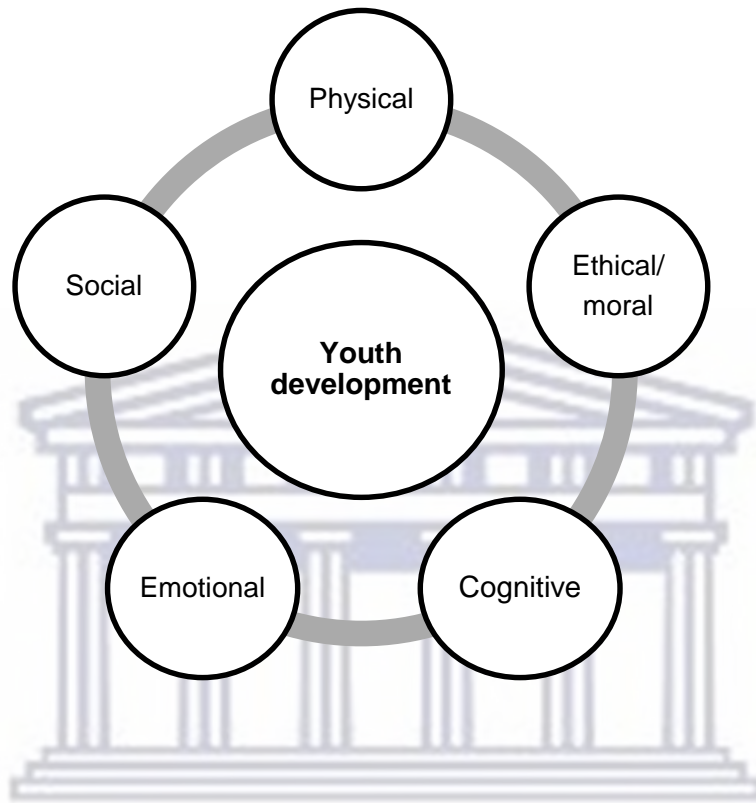 Physical
Ethical/
moral
Social
Youth
development
Emotional
Cognitive